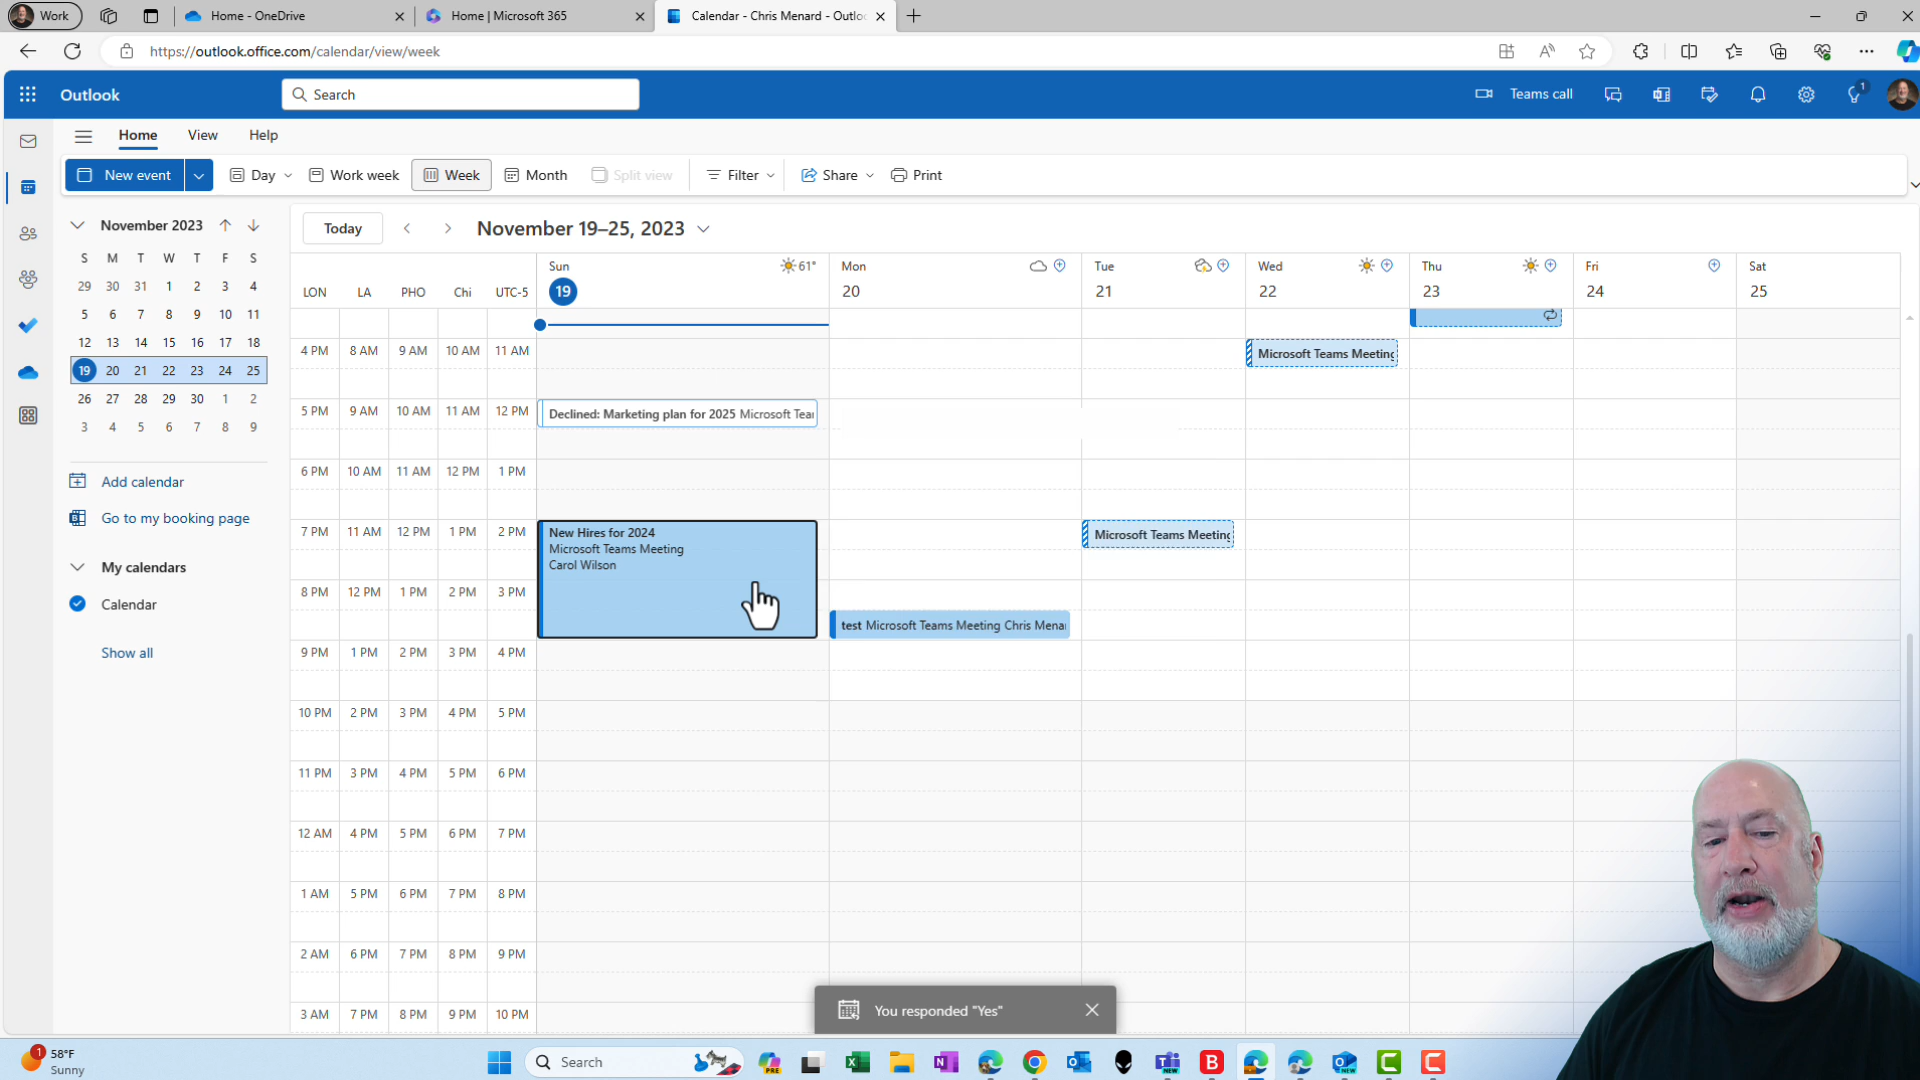 Work
Home - OneDrive
Home | Microsoft 365
Calendar - Chris Menard - Outlo
https://outlook.office.com/calendar/view/week
Outlook
Search
Teams call
1
Home View Help
New event Day Work week Week Month Split view Filter Share Print
November 2023
S M T W T F S
29 30 31 1 2 3 4
5 6 7 8 9 10 11
12 13 14 15 16 17 18
19 20 21 22 23 24 25
26 27 28 29 30 1 2
3 4 5 6 7 8 9
Add calendar
Go to my booking page
My calendars
Calendar
Show all
Today November 19–25, 2023
Sun 61° Mon Tue Wed Thu Fri Sat
LON LA PHO Chi UTC-5 19 20 21 22 23 24 25
4 PM 8 AM 9 AM 10 AM 11 AM
Microsoft Teams Meeting
5 PM 9 AM 10 AM 11 AM 12 PM
Declined: Marketing plan for 2025 Microsoft Tea
6 PM 10 AM 11 AM 12 PM 1 PM
7 PM 11 AM 12 PM 1 PM 2 PM
New Hires for 2024
Microsoft Teams Meeting
Carol Wilson
Microsoft Teams Meeting
8 PM 12 PM 1 PM 2 PM 3 PM
test Microsoft Teams Meeting Chris Mena
9 PM 1 PM 2 PM 3 PM 4 PM
10 PM 2 PM 3 PM 4 PM 5 PM
11 PM 3 PM 4 PM 5 PM 6 PM
12 AM 4 PM 5 PM 6 PM 7 PM
1 AM 5 PM 6 PM 7 PM 8 PM
2 AM 6 PM 7 PM 8 PM 9 PM
3 AM 7 PM 8 PM 9 PM 10 PM
You responded "Yes"
1
58°F
Sunny
Search
PRE
NEW
B
NEW